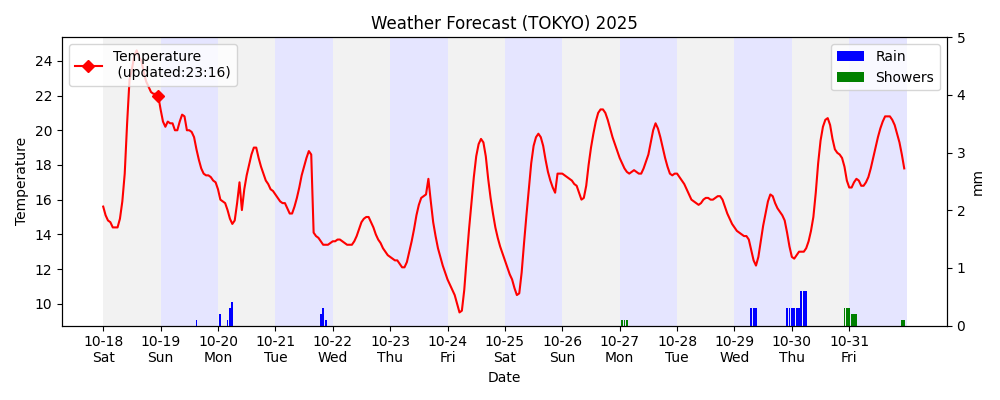 Weather Forecast (TOKYO) 2025
Temperature
(updated:23:16)
Rain
Showers
Temperature
24
22
20
18
16
14
12
10
5
4
3
2
1
0
mm
10-18 10-19 10-20 10-21 10-22 10-23 10-24 10-25 10-26 10-27 10-28 10-29 10-30 10-31
Sat Sun Mon Tue Wed Thu Fri Sat Sun Mon Tue Wed Thu Fri
Date